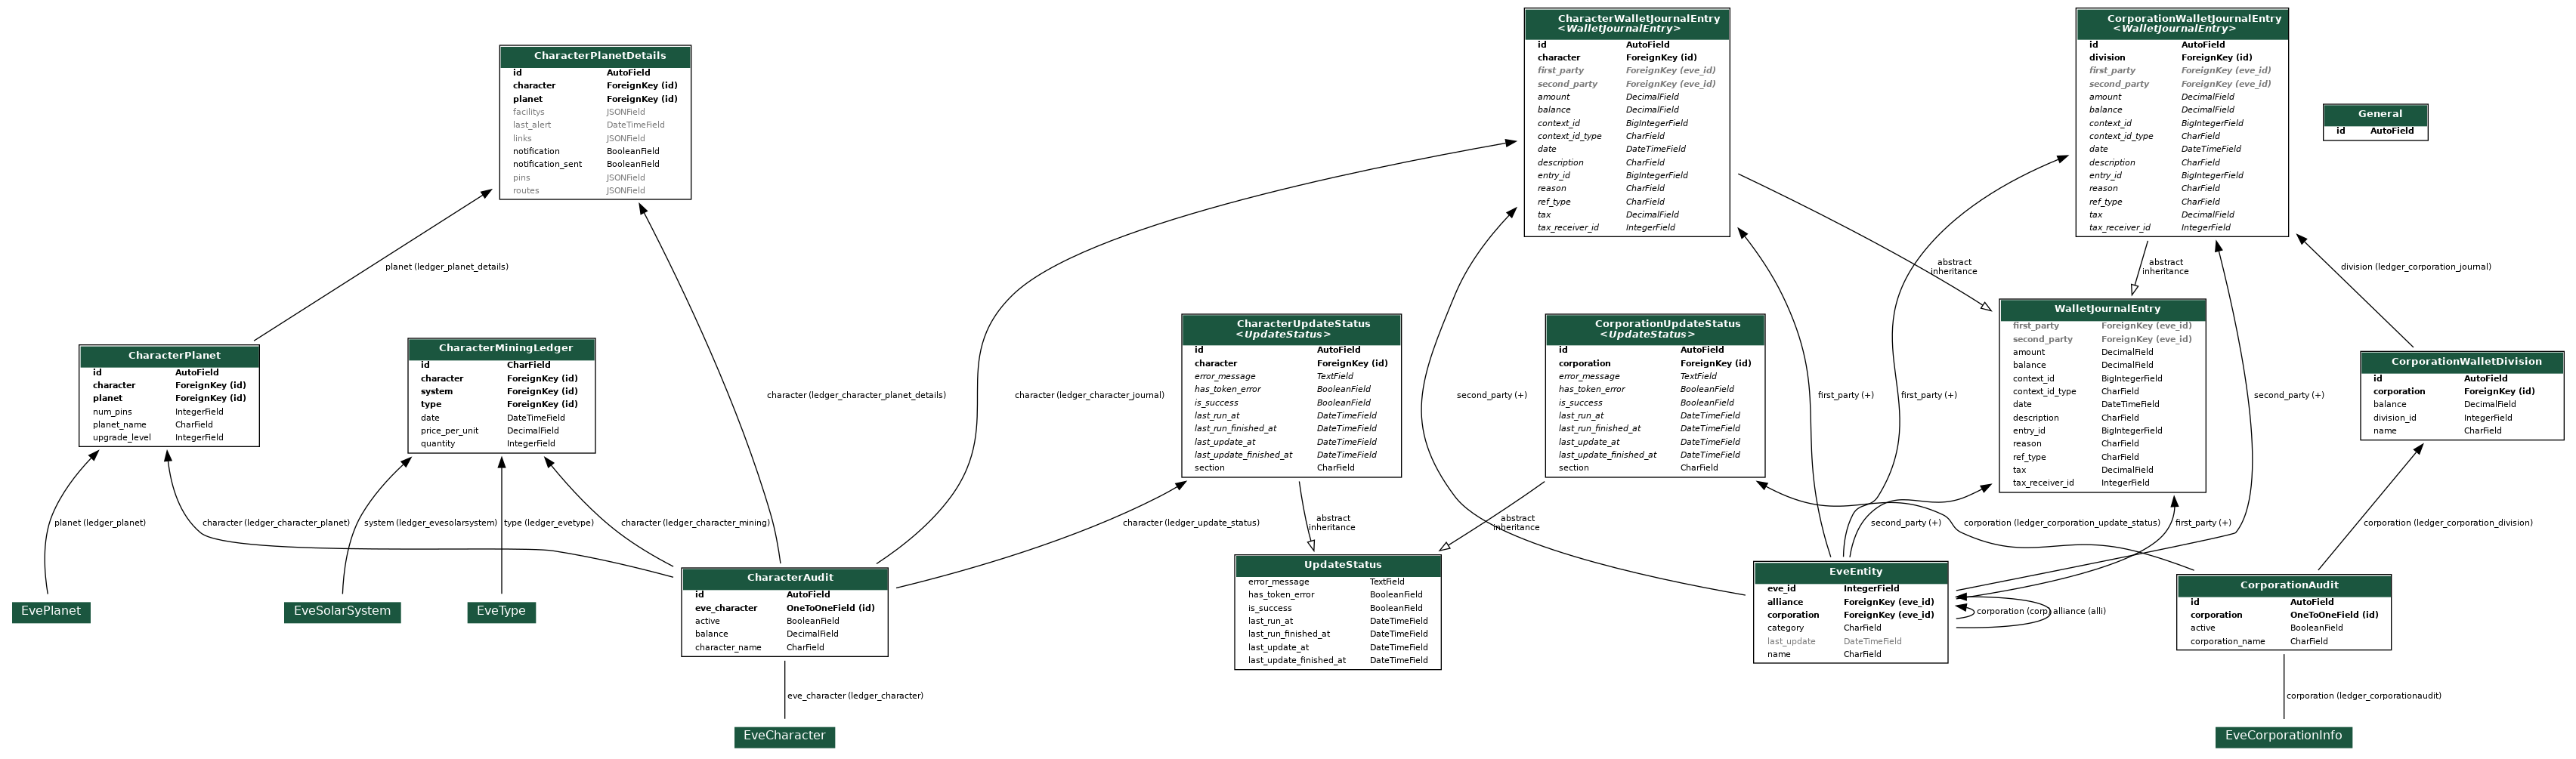 CharacterPlanetDetails
id AutoField
character ForeignKey (id)
planet ForeignKey (id)
facilitys JSONField
last_alert DateTimeField
links JSONField
notification BooleanField
notification_sent BooleanField
pins JSONField
routes JSONField
CharacterWalletJournalEntry
<WalletJournalEntry>
id AutoField
character ForeignKey (id)
first_party ForeignKey (eve_id)
second_party ForeignKey (eve_id)
amount DecimalField
balance DecimalField
context_id BigIntegerField
context_id_type CharField
date DateTimeField
description CharField
entry_id BigIntegerField
reason CharField
ref_type CharField
tax DecimalField
tax_receiver_id IntegerField
CorporationWalletJournalEntry
<WalletJournalEntry>
id AutoField
division ForeignKey (id)
first_party ForeignKey (eve_id)
second_party ForeignKey (eve_id)
amount DecimalField
balance DecimalField
context_id BigIntegerField
context_id_type CharField
date DateTimeField
description CharField
entry_id BigIntegerField
reason CharField
ref_type CharField
tax DecimalField
tax_receiver_id IntegerField
General
id AutoField
planet (ledger_planet_details)
abstract
inheritance
abstract
inheritance
division (ledger_corporation_journal)
CharacterPlanet
id AutoField
character ForeignKey (id)
planet ForeignKey (id)
num_pins IntegerField
planet_name CharField
upgrade_level IntegerField
CharacterMiningLedger
id CharField
character ForeignKey (id)
system ForeignKey (id)
type ForeignKey (id)
date DateTimeField
price_per_unit DecimalField
quantity IntegerField
character (ledger_character_planet_details)
character (ledger_character_journal)
CharacterUpdateStatus
<UpdateStatus>
id AutoField
character ForeignKey (id)
error_message TextField
has_token_error BooleanField
is_success BooleanField
last_run_at DateTimeField
last_run_finished_at DateTimeField
last_update_at DateTimeField
last_update_finished_at DateTimeField
section CharField
second_party (+)
CorporationUpdateStatus
<UpdateStatus>
id AutoField
corporation ForeignKey (id)
error_message TextField
has_token_error BooleanField
is_success BooleanField
last_run_at DateTimeField
last_run_finished_at DateTimeField
last_update_at DateTimeField
last_update_finished_at DateTimeField
section CharField
first_party (+)
first_party (+)
WalletJournalEntry
first_party ForeignKey (eve_id)
second_party ForeignKey (eve_id)
amount DecimalField
balance DecimalField
context_id BigIntegerField
context_id_type CharField
date DateTimeField
description CharField
entry_id BigIntegerField
reason CharField
ref_type CharField
tax DecimalField
tax_receiver_id IntegerField
second_party (+)
CorporationWalletDivision
id AutoField
corporation ForeignKey (id)
balance DecimalField
division_id IntegerField
name CharField
planet (ledger_planet)
character (ledger_character_planet)
system (ledger_evesolarsystem)
type (ledger_evetype)
character (ledger_character_mining)
character (ledger_update_status)
abstract
inheritance
abstract
inheritance
second_party (+)
corporation (ledger_corporation_update_status)
first_party (+)
corporation (ledger_corporation_division)
EvePlanet
EveSolarSystem
EveType
CharacterAudit
id AutoField
eve_character OneToOneField (id)
active BooleanField
balance DecimalField
character_name CharField
UpdateStatus
error_message TextField
has_token_error BooleanField
is_success BooleanField
last_run_at DateTimeField
last_run_finished_at DateTimeField
last_update_at DateTimeField
last_update_finished_at DateTimeField
EveEntity
eve_id IntegerField
alliance ForeignKey (eve_id)
corporation ForeignKey (eve_id)
category CharField
last_update DateTimeField
name CharField
corporation (corp)
alliance (alli)
CorporationAudit
id AutoField
corporation OneToOneField (id)
active BooleanField
corporation_name CharField
eve_character (ledger_character)
corporation (ledger_corporationaudit)
EveCharacter
EveCorporationInfo